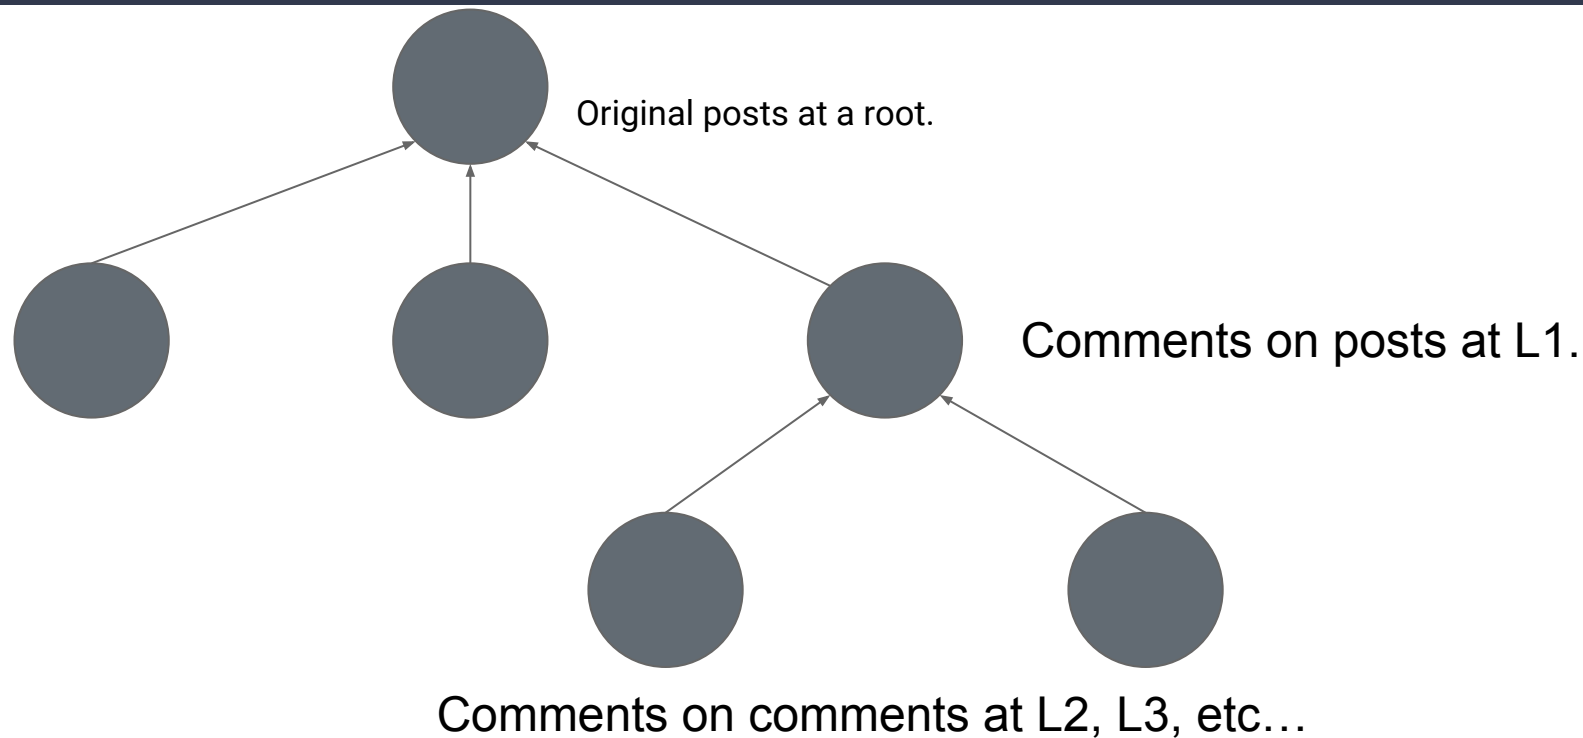 Original posts at a root.
Comments on posts at L1.
Comments on comments at L2, L3, etc…